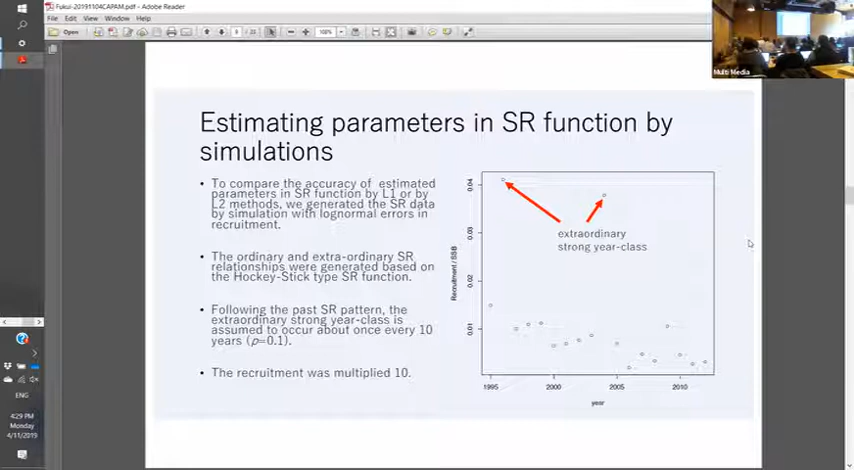 Fukui-20191104CAPAM.pdf - Adobe Reader
File Edit View Window Help
Open
100%
Multi Media
Estimating parameters in SR function by
simulations
• To compare the accuracy of estimated
parameters in SR function by L1 or by
L2 methods, we generated the SR data
by simulation with lognormal errors in
recruitment.
• The ordinary and extra-ordinary SR
relationships were generated based on
the Hockey-Stick type SR function.
• Following the past SR pattern, the
extraordinary strong year-class is
assumed to occur about once every 10
years (p=0.1).
• The recruitment was multiplied 10.
extraordinary
strong year-class
Recruitment / SSB
0.04
0.03
0.02
0.01
1995 2000 2005 2010
year
ENG
4:29 PM
Monday
4/11/2019